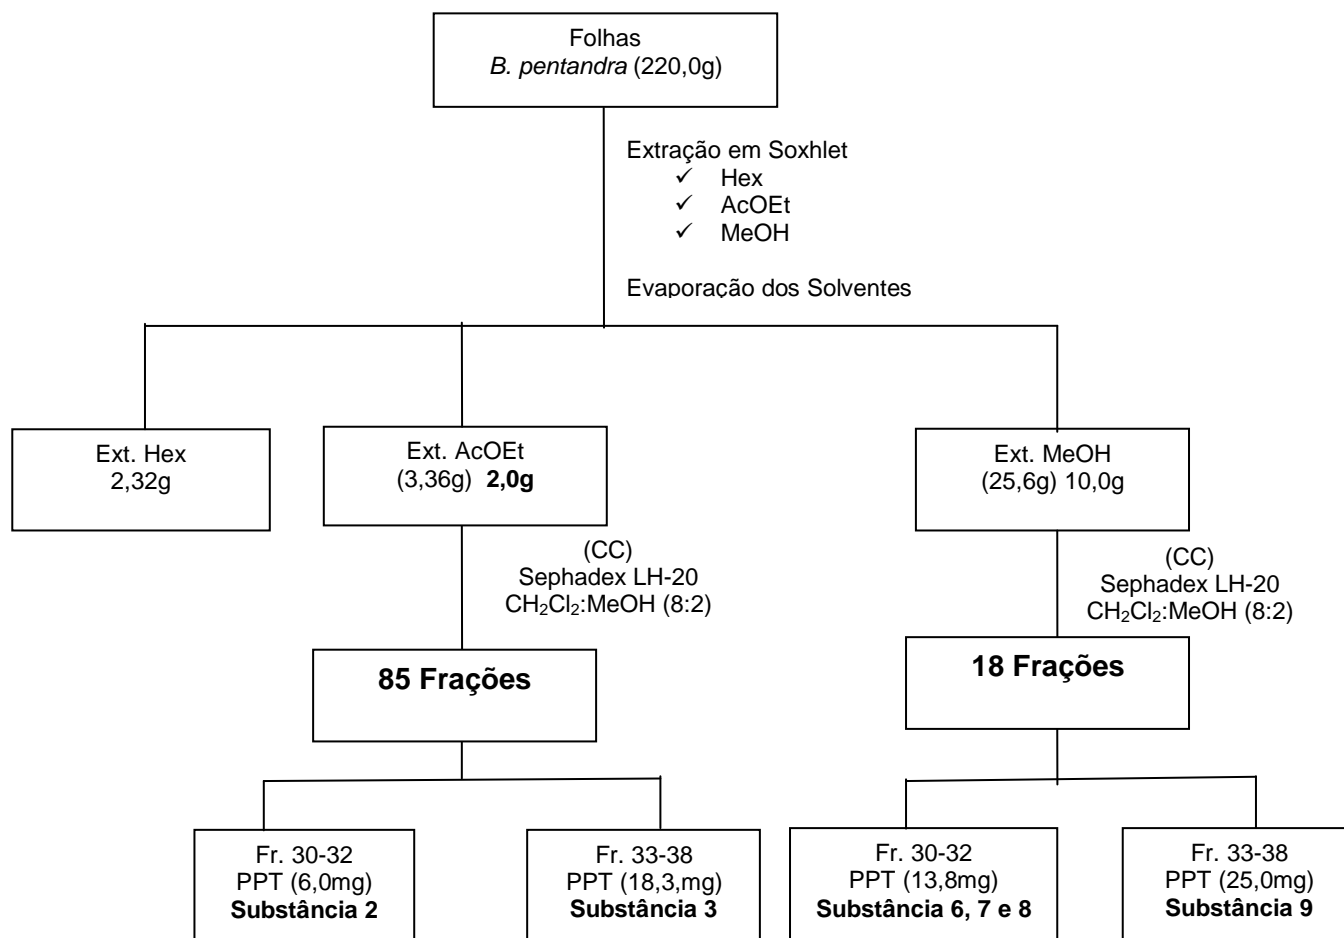 Folhas
B. pentandra (220,0g)
Extração em Soxhlet
✓ Hex
✓ AcOEt
✓ MeOH
Evaporação dos Solventes
Ext. Hex
2,32g
Ext. AcOEt
(3,36g) 2,0g
Ext. MeOH
(25,6g) 10,0g
(CC)
Sephadex LH-20
CH₂Cl₂:MeOH (8:2)
(CC)
Sephadex LH-20
CH₂Cl₂:MeOH (8:2)
85 Frações
18 Frações
Fr. 30-32
PPT (6,0mg)
Substância 2
Fr. 33-38
PPT (18,3,mg)
Substância 3
Fr. 30-32
PPT (13,8mg)
Substância 6, 7 e 8
Fr. 33-38
PPT (25,0mg)
Substância 9